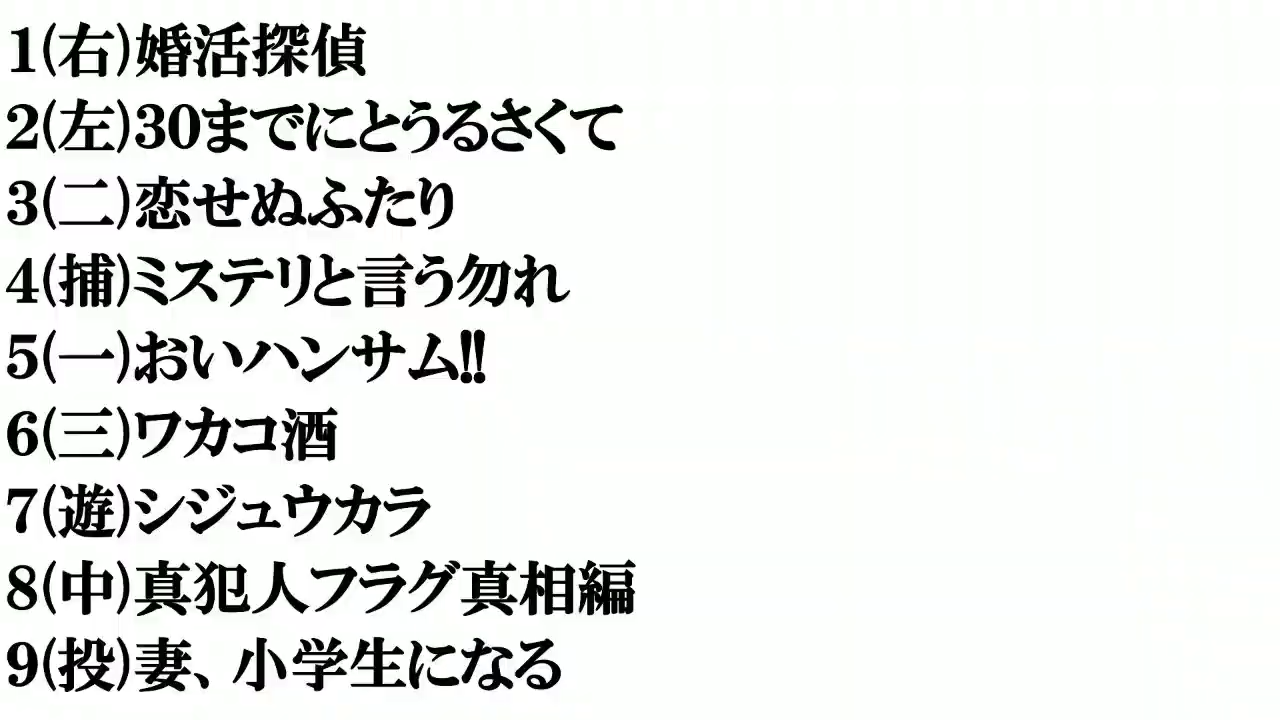 1(右)婚活探偵
2(左)30までにとうるさくて
3(二)恋せぬふたり
4(捕)ミステリと言う勿れ
5(一)おいハンサム!!
6(三)ワカコ酒
7(遊)シジュウカラ
8(中)真犯人フラグ真相編
9(投)妻、小学生になる